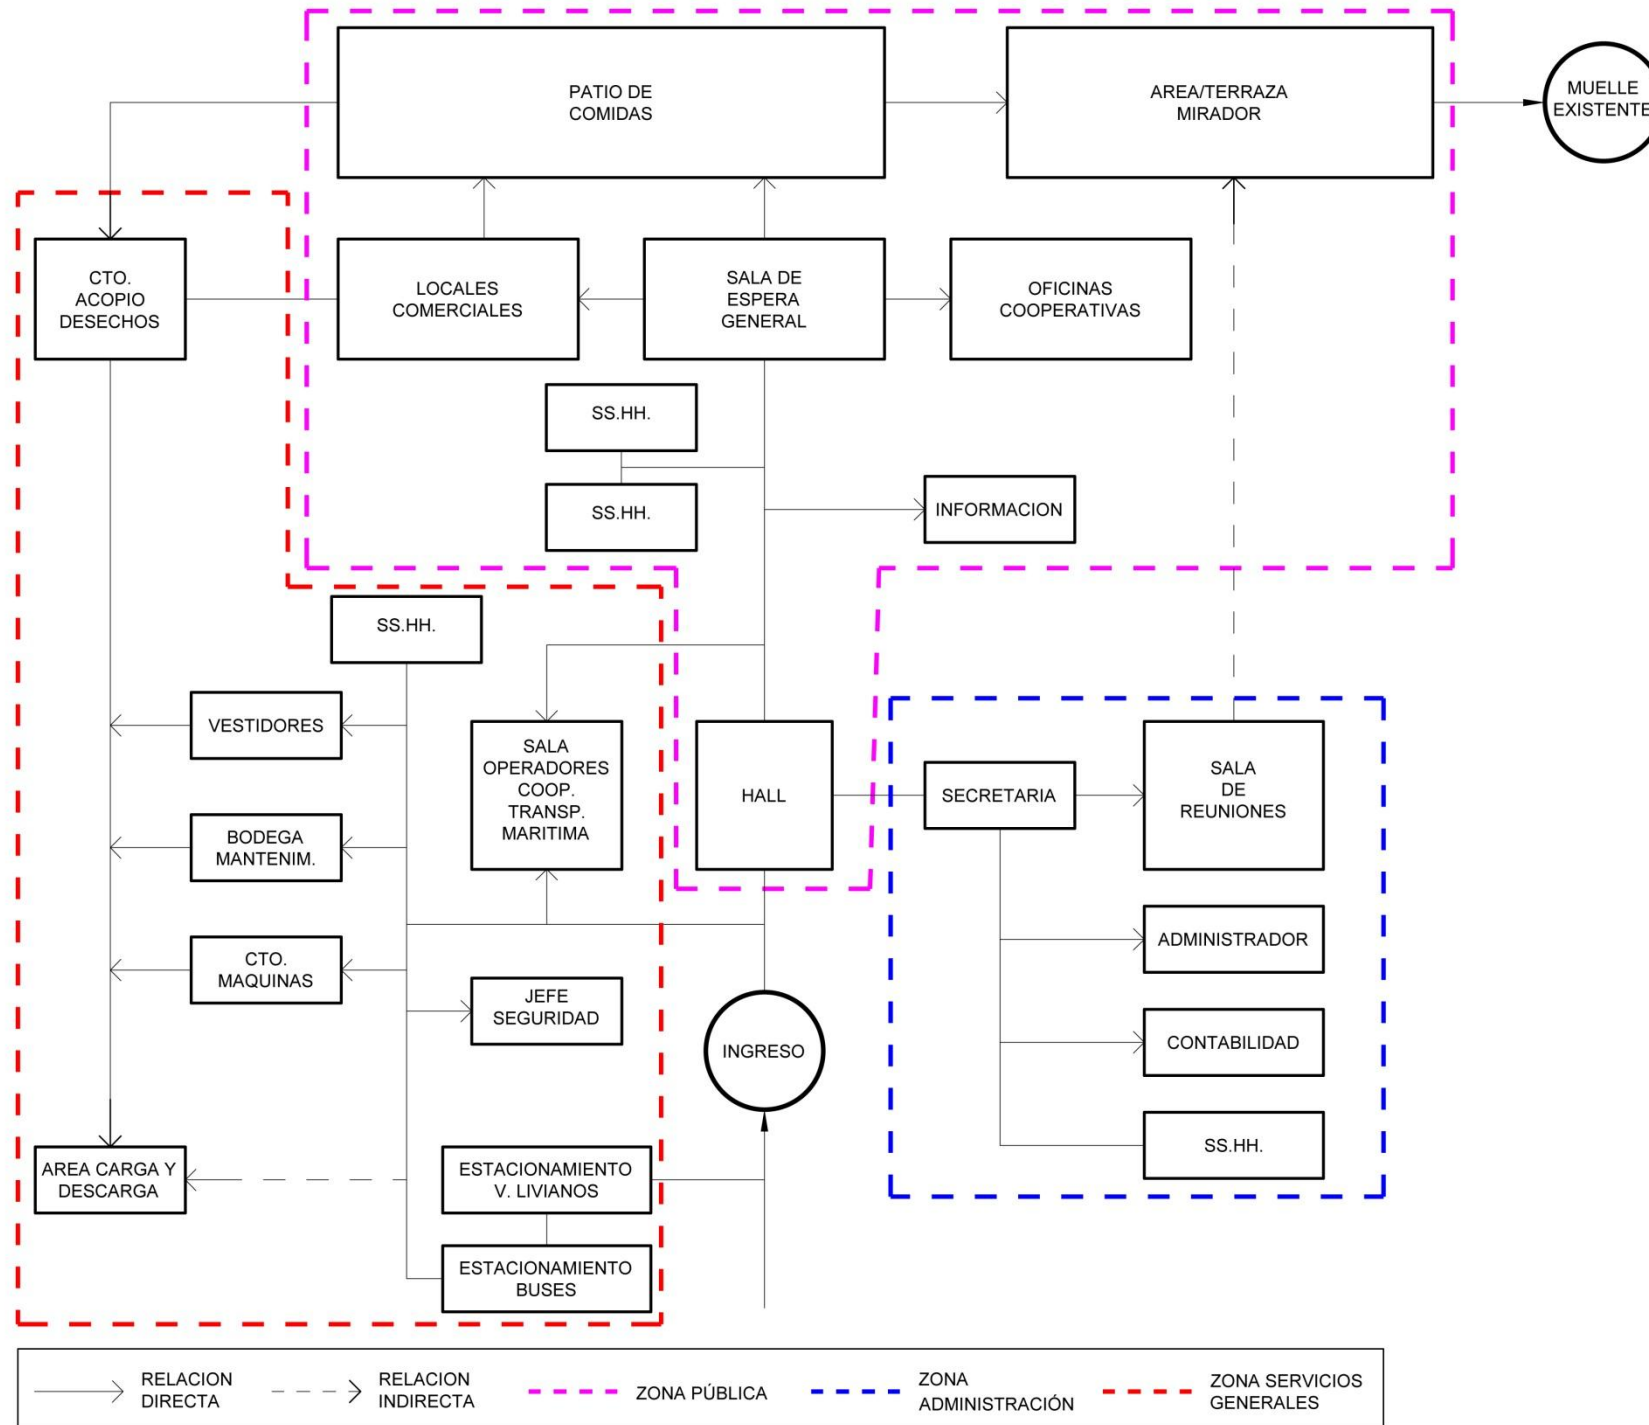 PATIO DE
COMIDAS
AREA/TERRAZA
MIRADOR
MUELLE
EXISTENTE
CTO.
ACOPIO
DESECHOS
LOCALES
COMERCIALES
SALA DE
ESPERA
GENERAL
OFICINAS
COOPERATIVAS
SS.HH.
SS.HH.
INFORMACION
SS.HH.
VESTIDORES
SALA
OPERADORES
COOP.
TRANSP.
MARITIMA
HALL
SECRETARIA
SALA
DE
REUNIONES
BODEGA
MANTENIM.
CTO.
MAQUINAS
JEFE
SEGURIDAD
INGRESO
ADMINISTRADOR
CONTABILIDAD
SS.HH.
AREA CARGA Y
DESCARGA
ESTACIONAMIENTO
V. LIVIANOS
ESTACIONAMIENTO
BUSES
RELACION
DIRECTA
RELACION
INDIRECTA
ZONA PÚBLICA
ZONA
ADMINISTRACIÓN
ZONA SERVICIOS
GENERALES